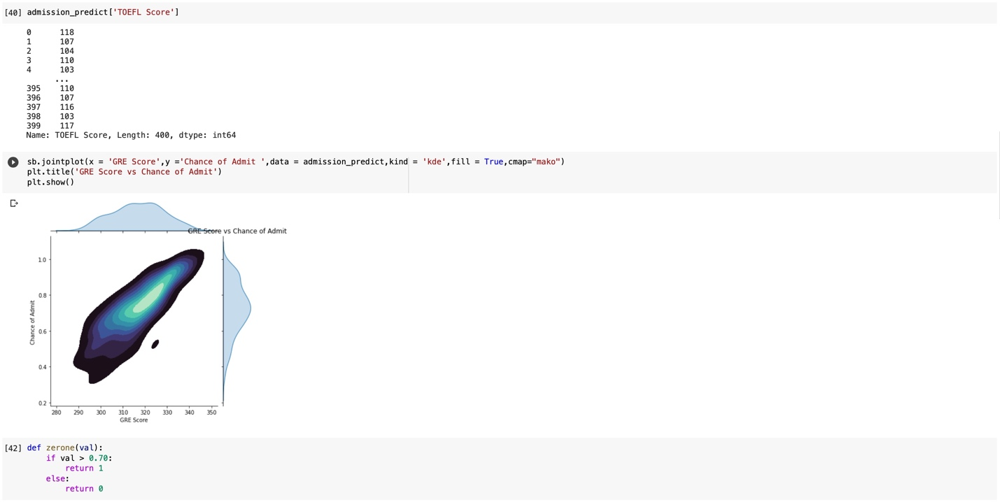 [40] admission_predict['TOEFL Score']
0 118
1 107
2 104
3 110
4 103
...
395 110
396 107
397 116
398 103
399 117
Name: TOEFL Score, Length: 400, dtype: int64
sb.jointplot(x = 'GRE Score',y ='Chance of Admit ',data = admission_predict,kind = 'kde',fill = True,cmap="mako")
plt.title('GRE Score vs Chance of Admit')
plt.show()
GRE Score vs Chance of Admit
1.0
0.8
0.6
0.4
0.2
Chance of Admit
280 290 300 310 320 330 340 350
GRE Score
[42] def zerone(val):
if val > 0.70:
return 1
else:
return 0